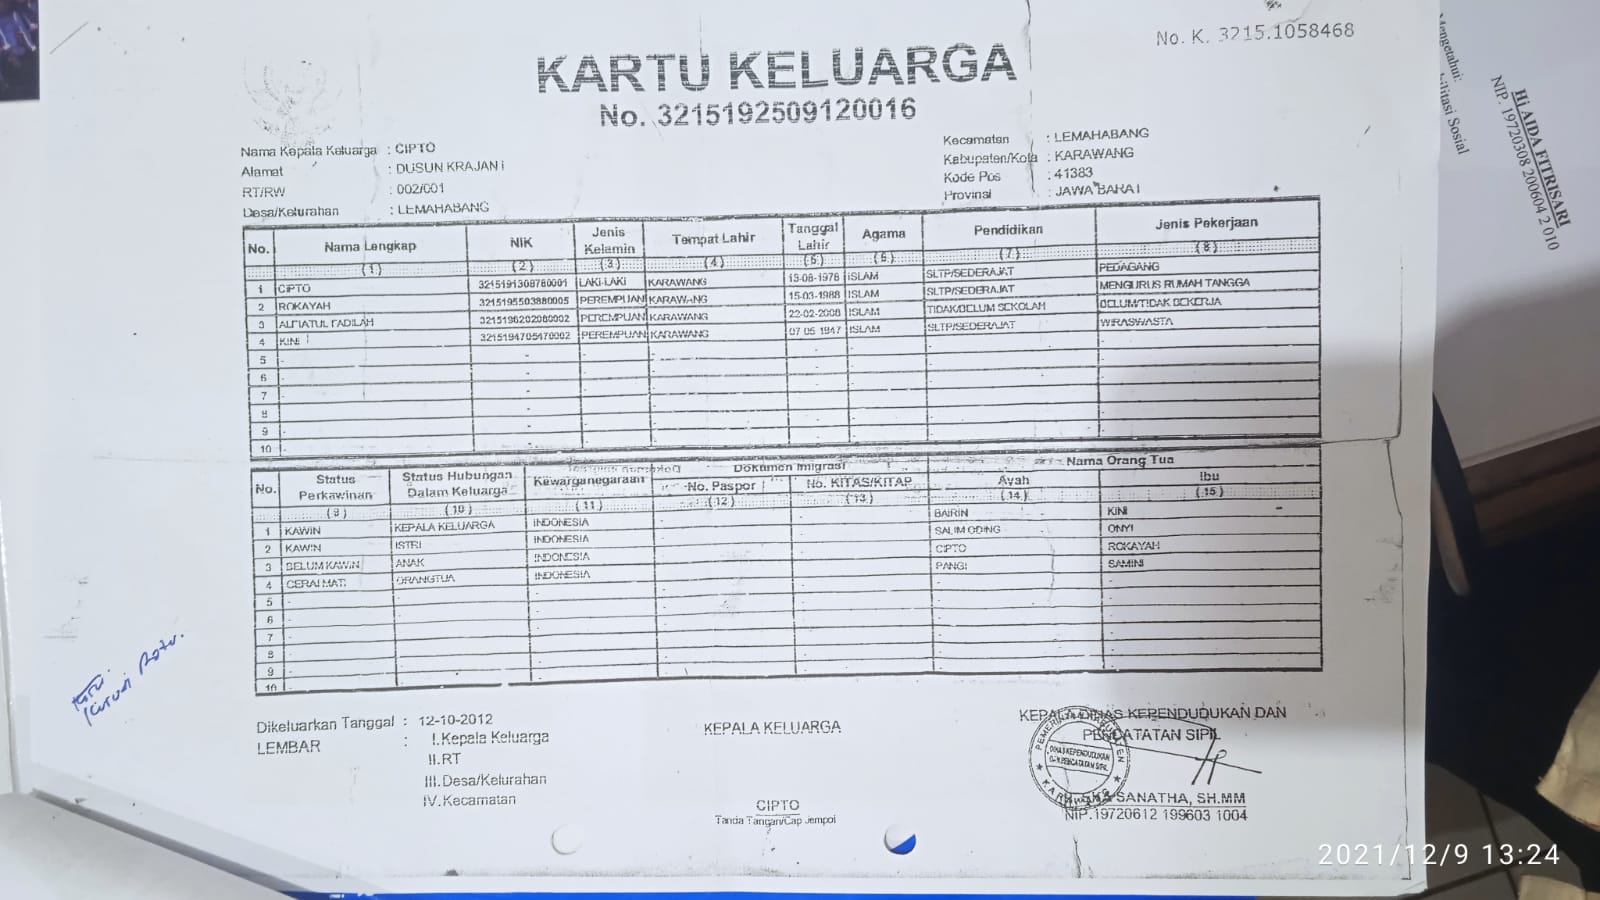 No. K. 3215.1058468
KARTU KELUARGA
No. 3215192509120016
Nama Kepala Keluarga : CIPTO
Alamat : DUSUN KRAJAN I
RT/RW : 002/001
Desa/Kelurahan : LEMAHABANG
Kecamatan : LEMAHABANG
Kabupaten/Kota : KARAWANG
Kode Pos : 41383
Provinsi : JAWA BARAT
No. Nama Lengkap NIK Jenis Kelamin Tempat Lahir Tanggal Lahir Agama Pendidikan Jenis Pekerjaan
(1) (2) (3) (4) (5) (6) (7) (8)
1 CIPTO 3215191308780001 LAKI-LAKI KARAWANG 13-08-1978 ISLAM SLTP/SEDERAJAT PEDAGANG
2 ROKAYAH 3215195503880005 PEREMPUAN KARAWANG 15-03-1988 ISLAM SLTP/SEDERAJAT MENGURUS RUMAH TANGGA
3 ALFIATUL FADILAH 3215196202080002 PEREMPUAN KARAWANG 22-02-2008 ISLAM TIDAK/BELUM SEKOLAH BELUM/TIDAK BEKERJA
4 KINI 3215194705470002 PEREMPUAN KARAWANG 07 05 1947 ISLAM SLTP/SEDERAJAT WIRASWASTA
5 - - - - - -
6 - - - - - -
7 - - - - - -
8 - - - - - -
9 - - - - - -
10 - - - - - -
No. Status Perkawinan Status Hubungan Dalam Keluarga Kewarganegaraan Dokumen Imigrasi Nama Orang Tua
No. Paspor No. KITAS/KITAP Ayah Ibu
(9) (10) (11) (12) (13) (14) (15)
1 KAWIN KEPALA KELUARGA INDONESIA - - BAIRIN KINI
2 KAWIN ISTRI INDONESIA - - SALIM ODING ONYI
3 BELUM KAWIN ANAK INDONESIA - - CIPTO ROKAYAH
4 CERAI MATI ORANGTUA INDONESIA - - PANGI SAMINI
5 - - - - - -
6 - - - - - -
7 - - - - - -
8 - - - - - -
9 - - - - - -
10 - - - - - -
Dikeluarkan Tanggal : 12-10-2012
LEMBAR : I.Kepala Keluarga
II.RT
III.Desa/Kelurahan
IV.Kecamatan
KEPALA KELUARGA
CIPTO
Tanda Tangan/Cap Jempol
KEPALA DINAS KEPENDUDUKAN DAN
PENCATATAN SIPIL
DINAS KEPENDUDUKAN
DAN PENCATATAN SIPIL
SANATHA, SH.MM
NIP.19720612 199603 1004
Mengetahui:
Sosial
Hj AIDA FITRISARI
NIP. 19720308 200604 2 010
2021/12/9 13:24